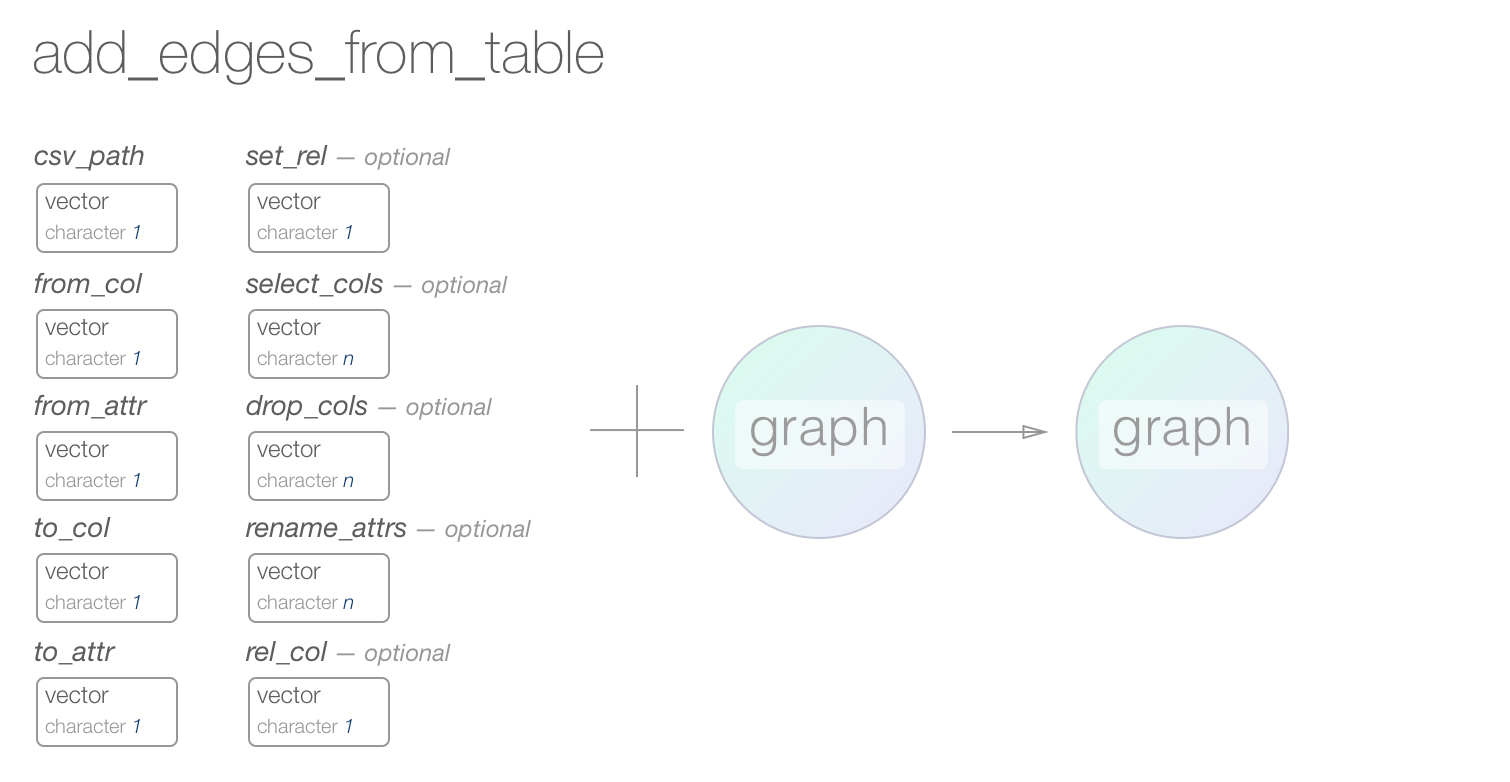 add_edges_from_table
csv_path
vector
character 1
from_col
vector
character 1
from_attr
vector
character 1
to_col
vector
character 1
to_attr
vector
character 1
set_rel — optional
vector
character 1
select_cols — optional
vector
character n
drop_cols — optional
vector
character n
rename_attrs — optional
vector
character n
rel_col — optional
vector
character 1
graph
graph